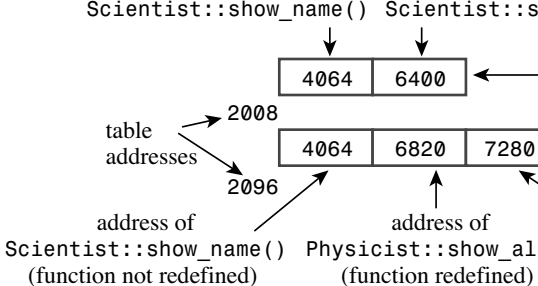 Scientist::show_name() Scientist::s
4064 6400
2008
table
addresses
4064 6820 7280
2096
address of address of
Scientist::show_name() Physicist::show_al
(function not redefined) (function redefined)